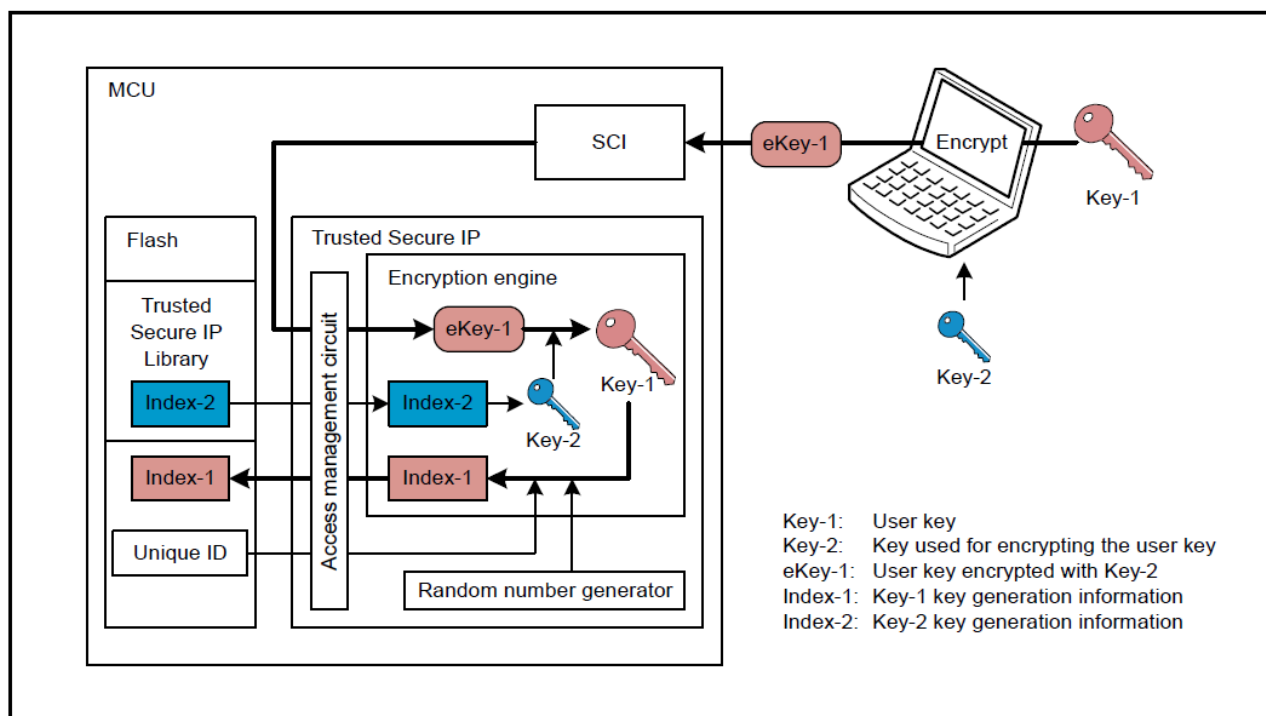 MCU
SCI
eKey-1
Encrypt
Key-1
Flash
Trusted Secure IP
Encryption engine
Trusted
Secure IP
Library
Access management circuit
eKey-1
Key-1
Key-2
Index-2
Index-2
Key-2
Index-1
Index-1
Unique ID
Random number generator
Key-1: User key
Key-2: Key used for encrypting the user key
eKey-1: User key encrypted with Key-2
Index-1: Key-1 key generation information
Index-2: Key-2 key generation information